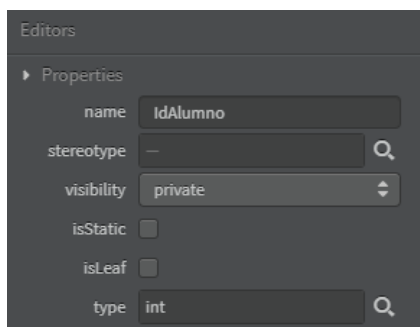 Editors
Properties
name IdAlumno
stereotype —
visibility private
isStatic
isLeaf
type int